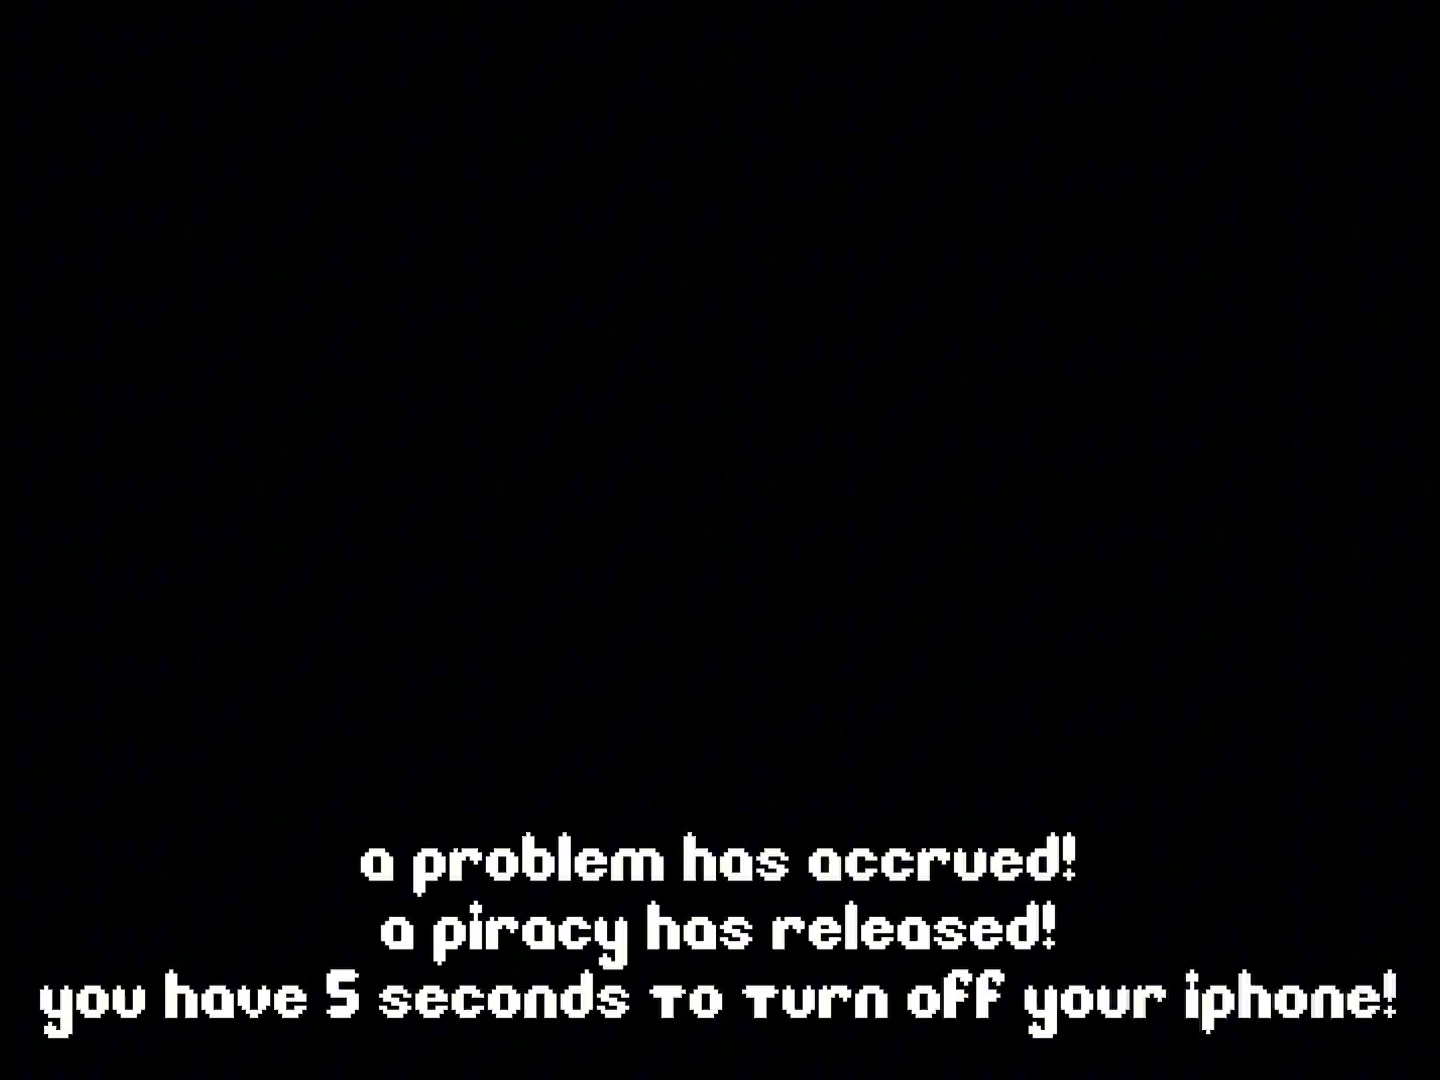 a problem has accrued!
a piracy has released!
you have 5 seconds to turn off your iphone!